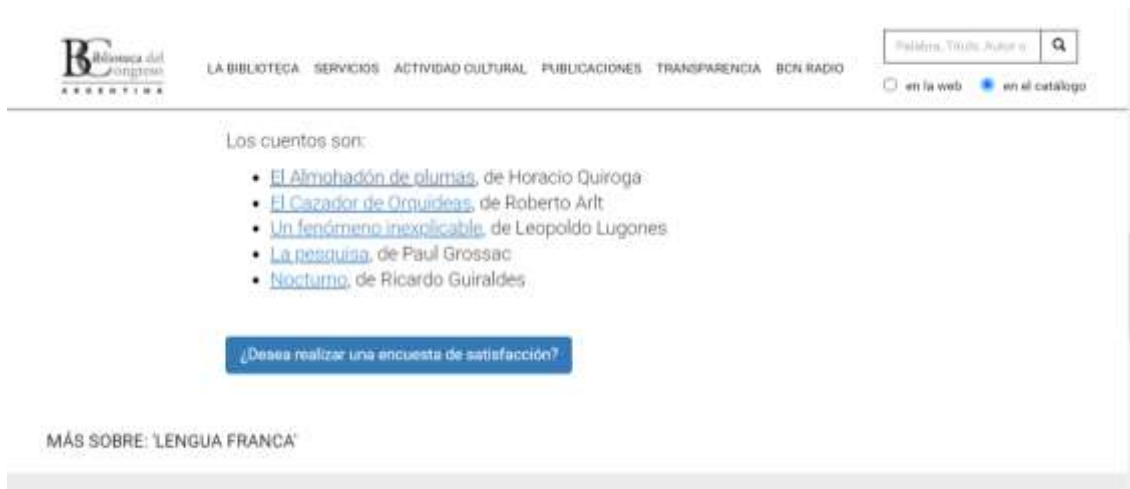 Biblioteca del
Congreso
ARGENTINA
LA BIBLIOTECA SERVICIOS ACTIVIDAD CULTURAL PUBLICACIONES TRANSPARENCIA BCN RADIO
Palabra, Título, Autor o
en la web en el catálogo
Los cuentos son:
• El Almohadón de plumas, de Horacio Quiroga
• El Cazador de Orquídeas, de Roberto Arlt
• Un fenómeno inexplicable, de Leopoldo Lugones
• La pesquisa, de Paul Grossac
• Nocturno, de Ricardo Guiraldes
¿Desea realizar una encuesta de satisfacción?
MÁS SOBRE: 'LENGUA FRANCA'